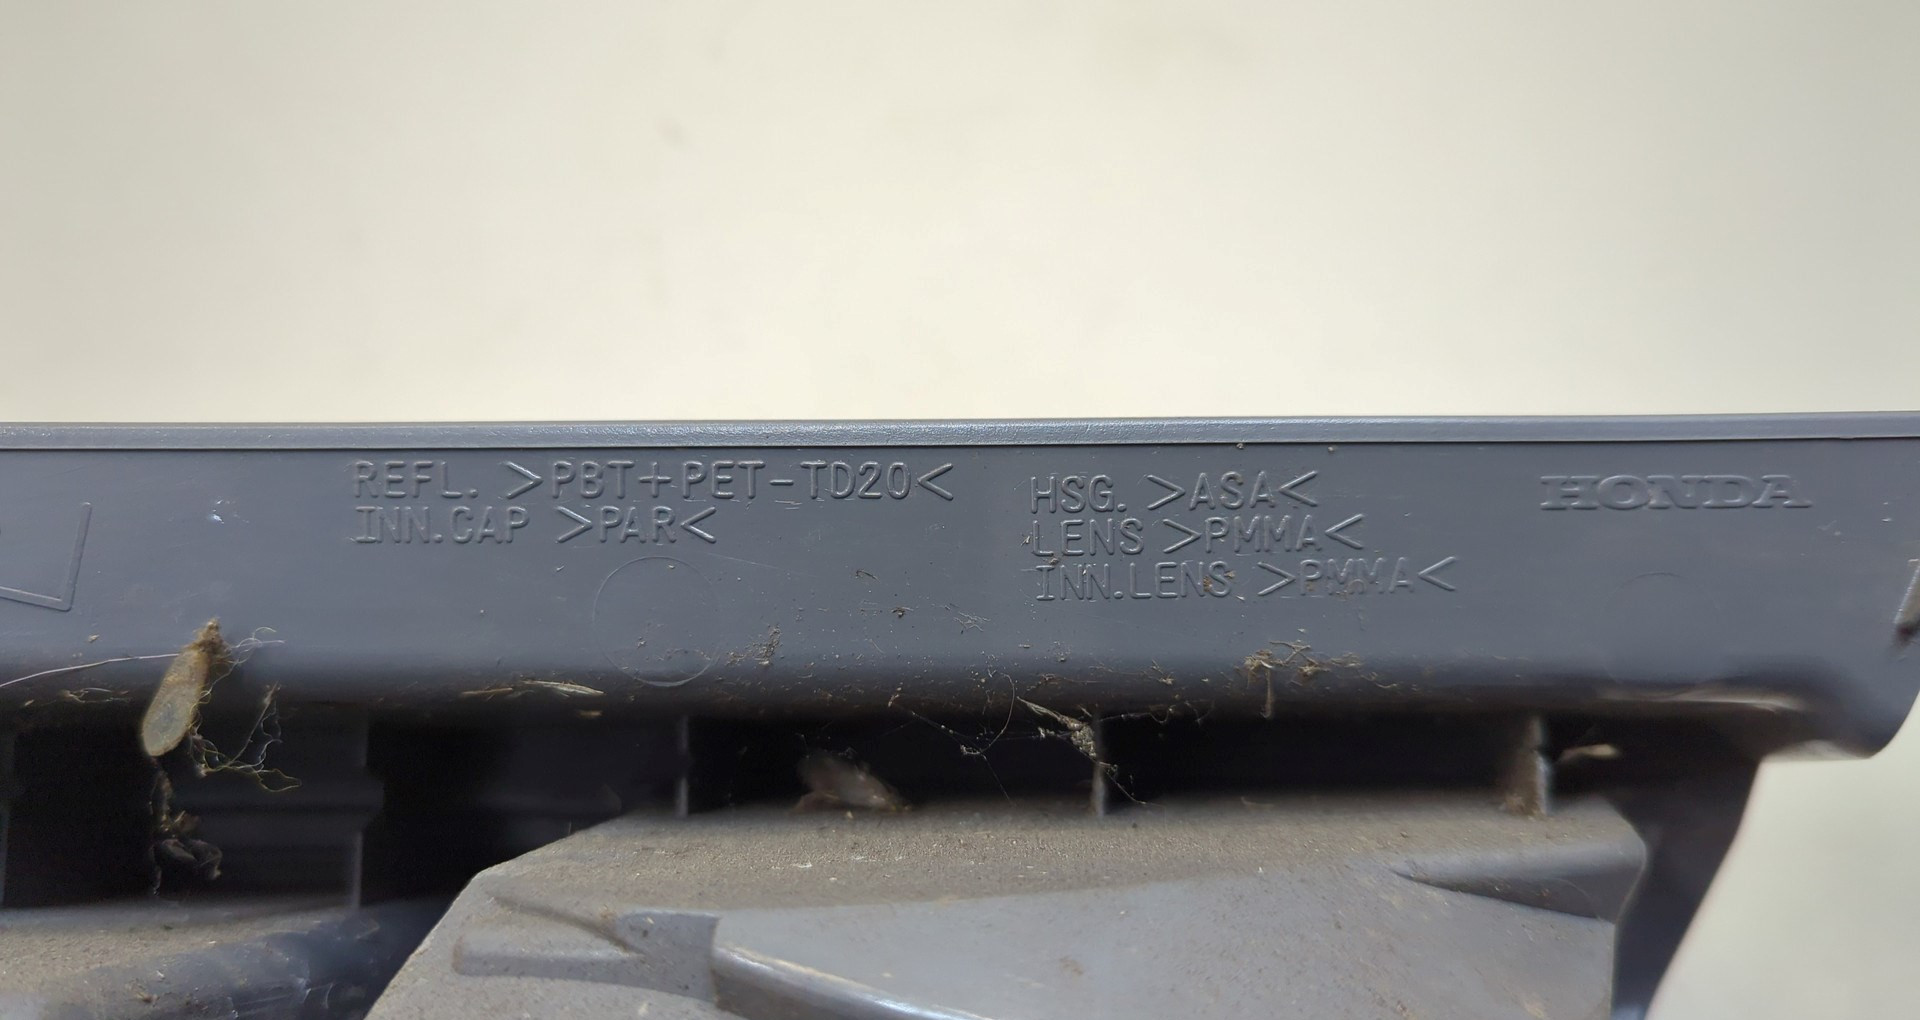 REFL. >PBT+PET-TD20<
INN.CAP >PAR<
HSG. >ASA<
LENS >PMMA<
INN.LENS >PMMA<
HONDA